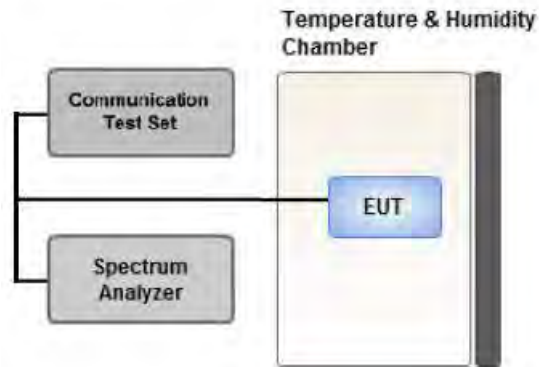 Temperature & Humidity
Chamber
Communication
Test Set
EUT
Spectrum
Analyzer